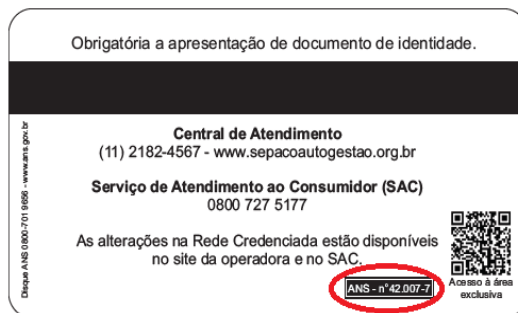 Obrigatória a apresentação de documento de identidade.
Central de Atendimento
(11) 2182-4567 - www.sepacoautogestao.org.br
Serviço de Atendimento ao Consumidor (SAC)
0800 727 5177
As alterações na Rede Credenciada estão disponíveis
no site da operadora e no SAC.
ANS - n°42.007-7
Acesso à área
exclusiva
Disque ANS 0800-701 9656 - www.ans.gov.br